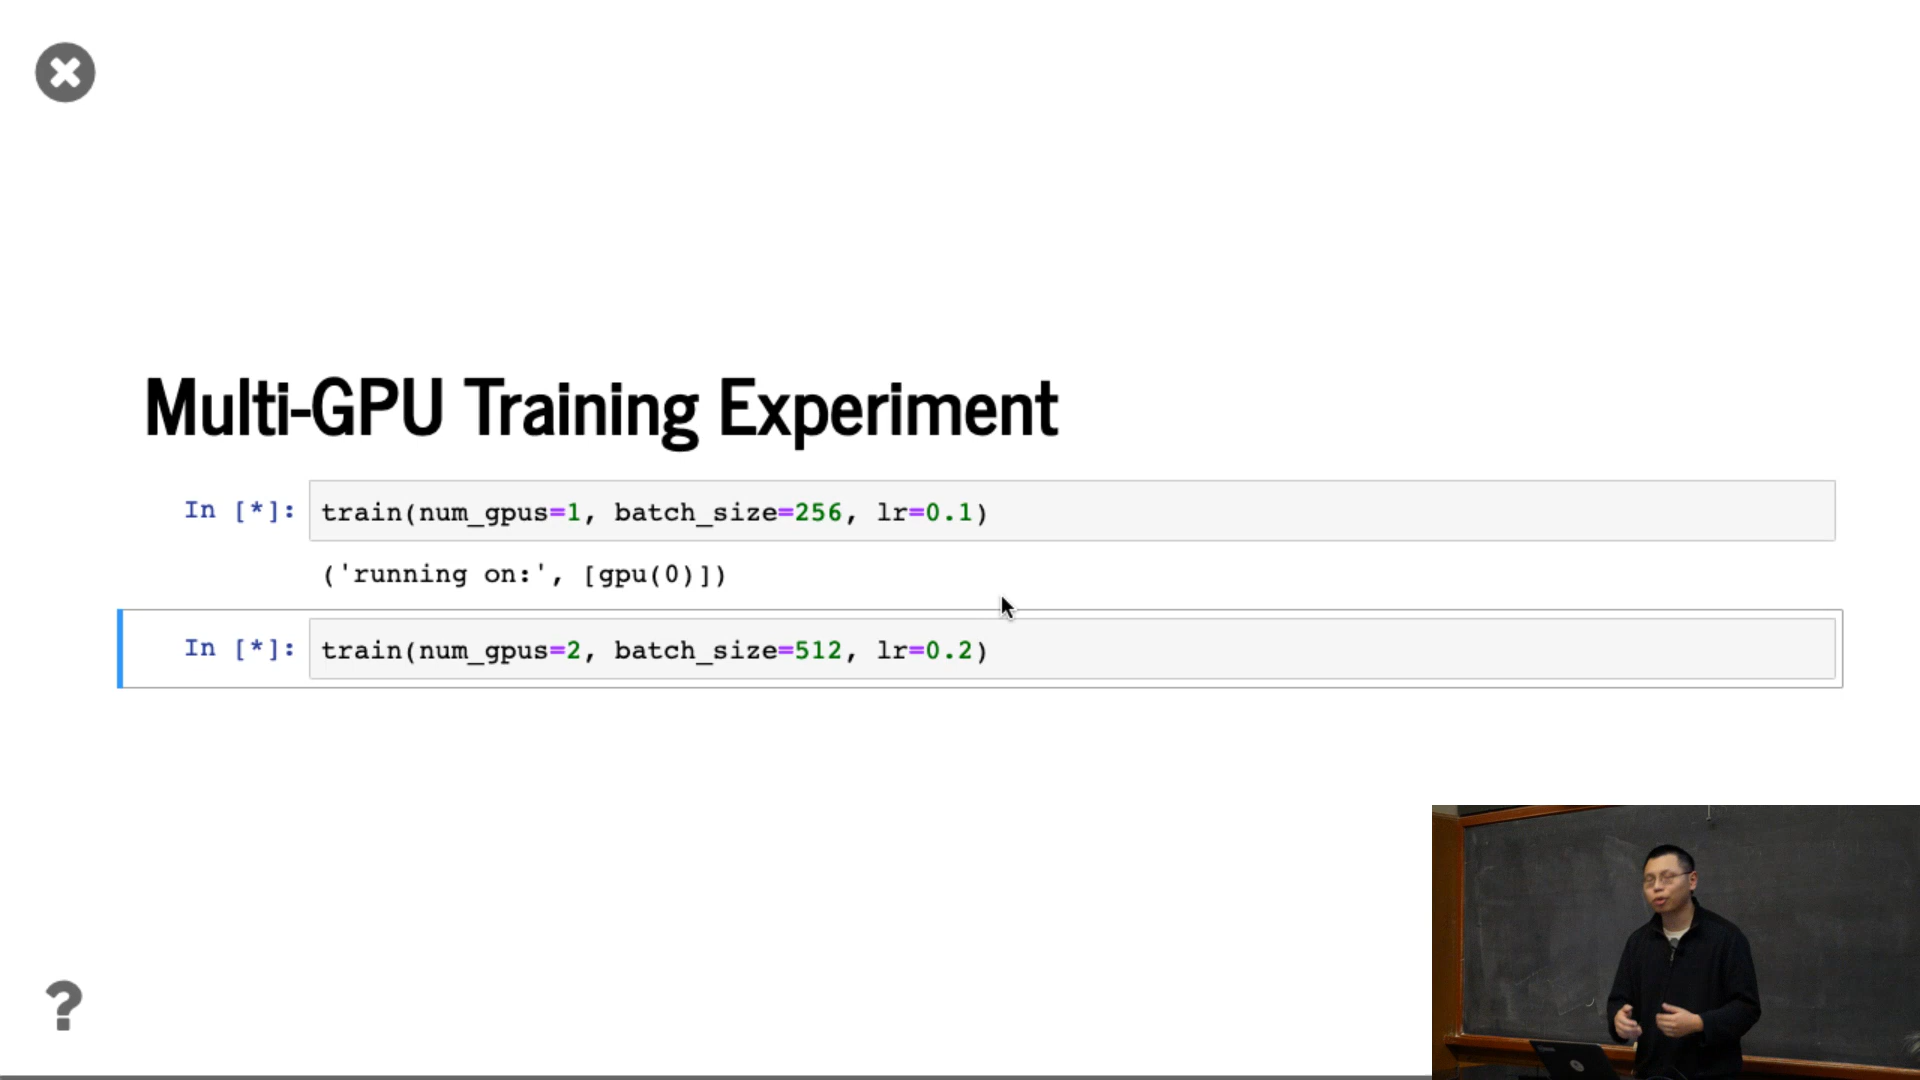 Multi-GPU Training Experiment
In [*]: train(num_gpus=1, batch_size=256, lr=0.1)
('running on:', [gpu(0)])
In [*]: train(num_gpus=2, batch_size=512, lr=0.2)
?